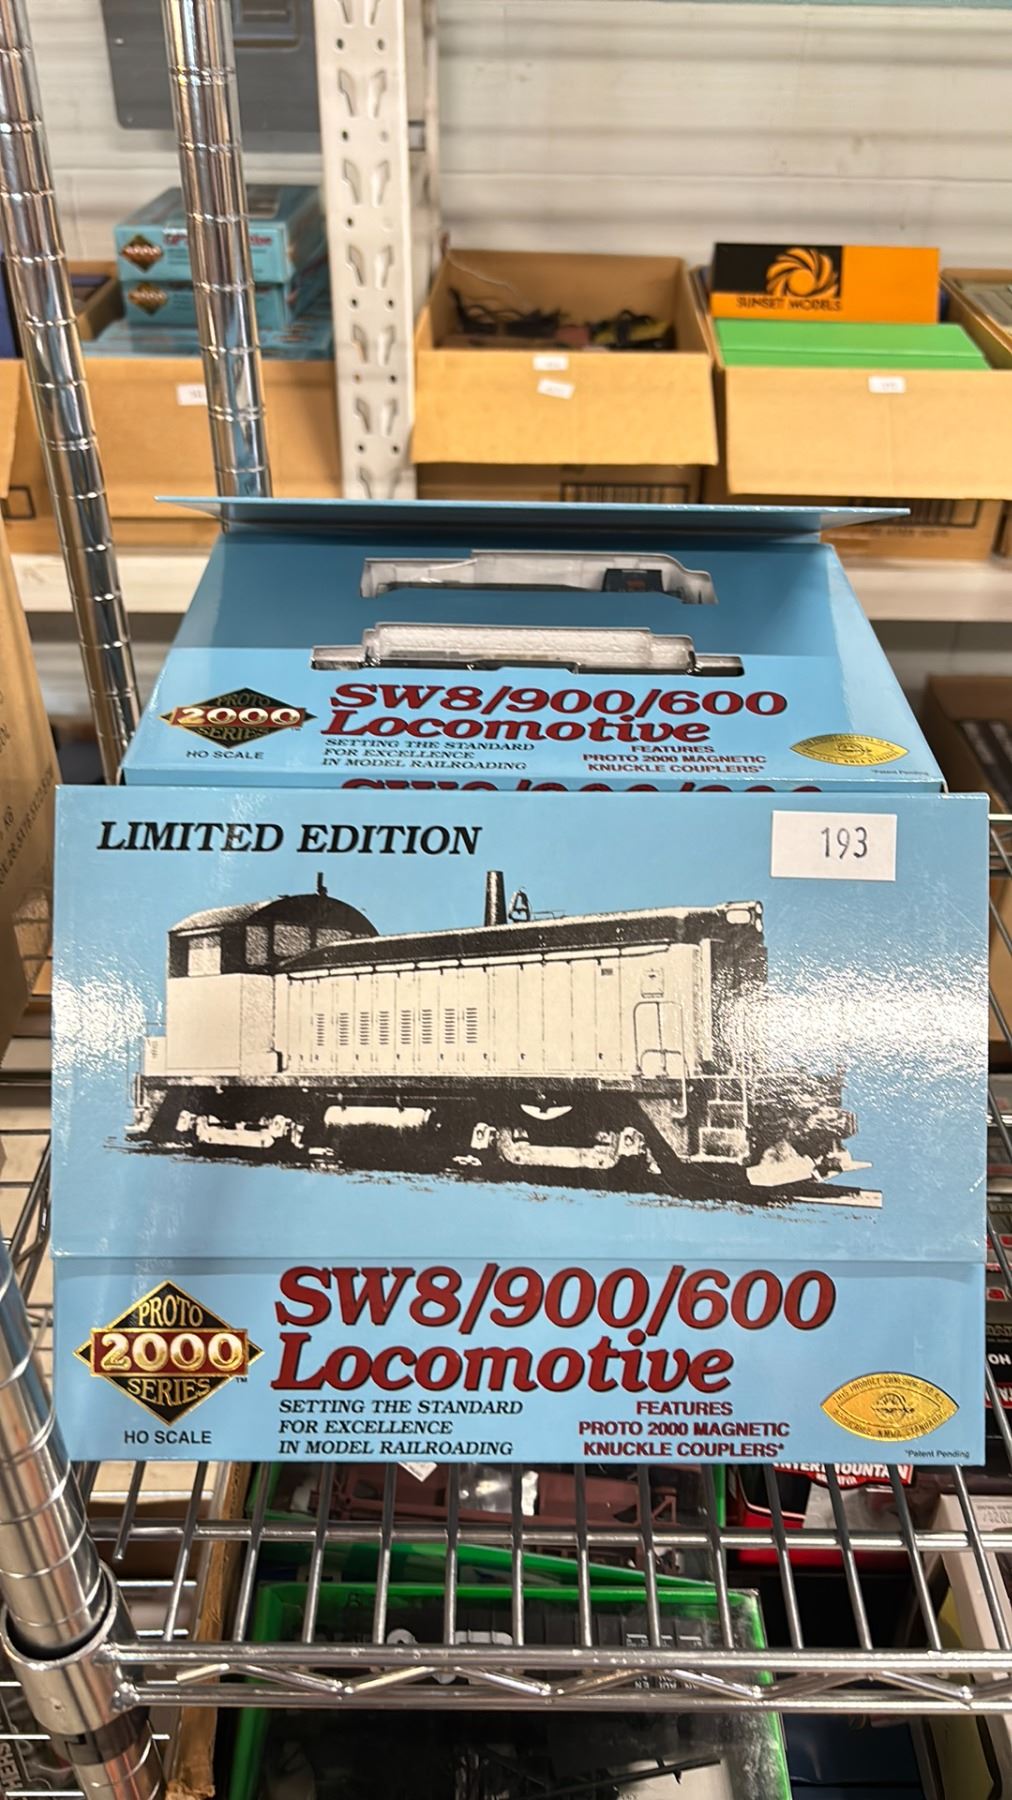 SUNSET MODELS
PROTO
2000
SERIES
HO SCALE
SW8/900/600
Locomotive
SETTING THE STANDARD
FOR EXCELLENCE
IN MODEL RAILROADING
FEATURES
PROTO 2000 MAGNETIC
KNUCKLE COUPLERS*
*Patent Pending
LIMITED EDITION
193
PROTO
2000
SERIES
TM
HO SCALE
SW8/900/600
Locomotive
SETTING THE STANDARD
FOR EXCELLENCE
IN MODEL RAILROADING
FEATURES
PROTO 2000 MAGNETIC
KNUCKLE COUPLERS*
*Patent Pending